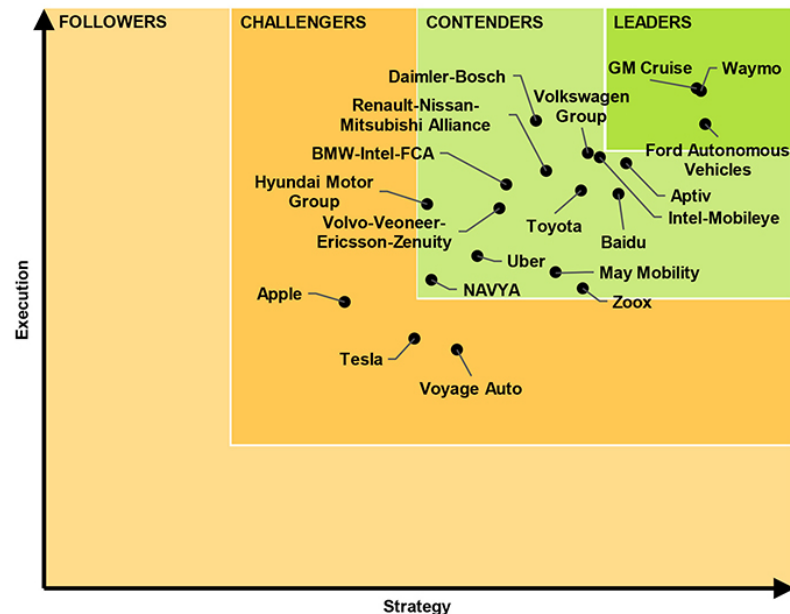 FOLLOWERS
CHALLENGERS
CONTENDERS
LEADERS
GM Cruise
Waymo
Daimler-Bosch
Volkswagen
Group
Renault-Nissan-
Mitsubishi Alliance
Ford Autonomous
Vehicles
BMW-Intel-FCA
Aptiv
Hyundai Motor
Group
Intel-Mobileye
Volvo-Veoneer-
Ericsson-Zenuity
Toyota
Baidu
Uber
May Mobility
NAVYA
Zoox
Apple
Tesla
Voyage Auto
Execution
Strategy